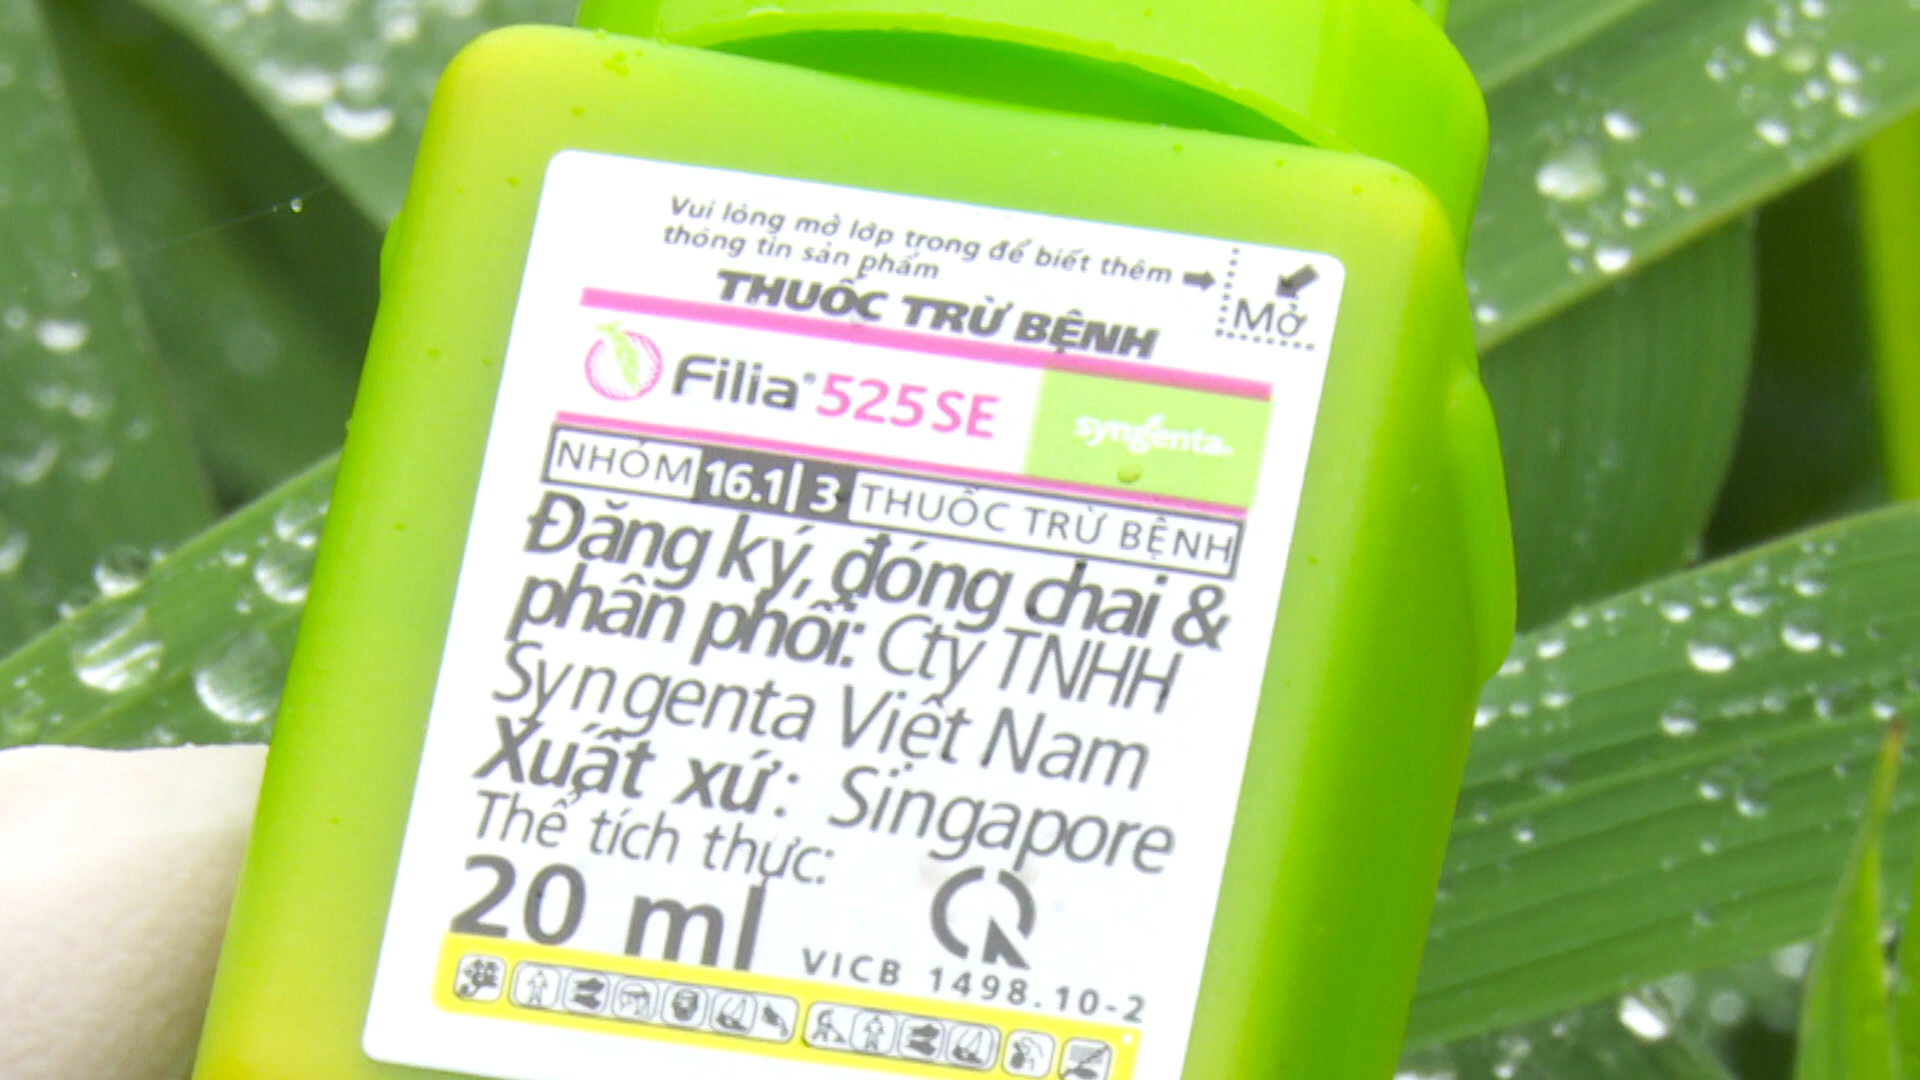 Vui lòng mở lớp trong để biết thêm
thông tin sản phẩm
Mở
THUỐC TRỪ BỆNH
Filia® 525SE
syngenta
NHÓM 16.1 | 3 THUỐC TRỪ BỆNH
Đăng ký, đóng chai &
phân phối: Cty TNHH
Syngenta Việt Nam
Xuất xứ: Singapore
Thể tích thực:
20 ml
VICB 1498.10-2